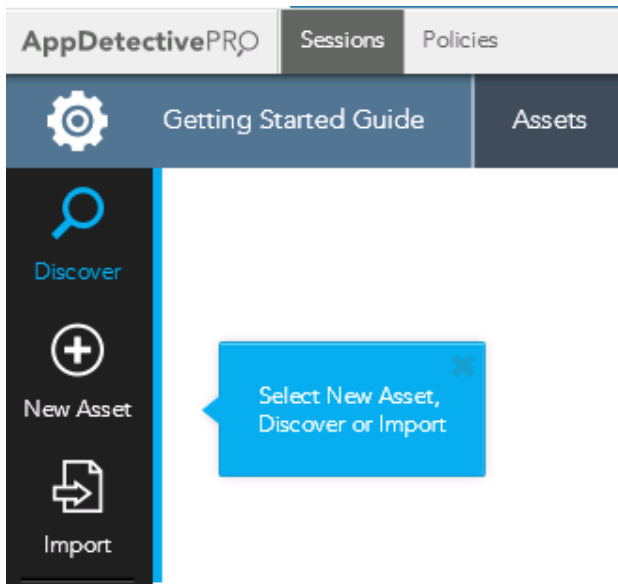 AppDetectivePRO Sessions Policies
Getting Started Guide Assets
Discover
New Asset
Select New Asset,
Discover or Import
Import